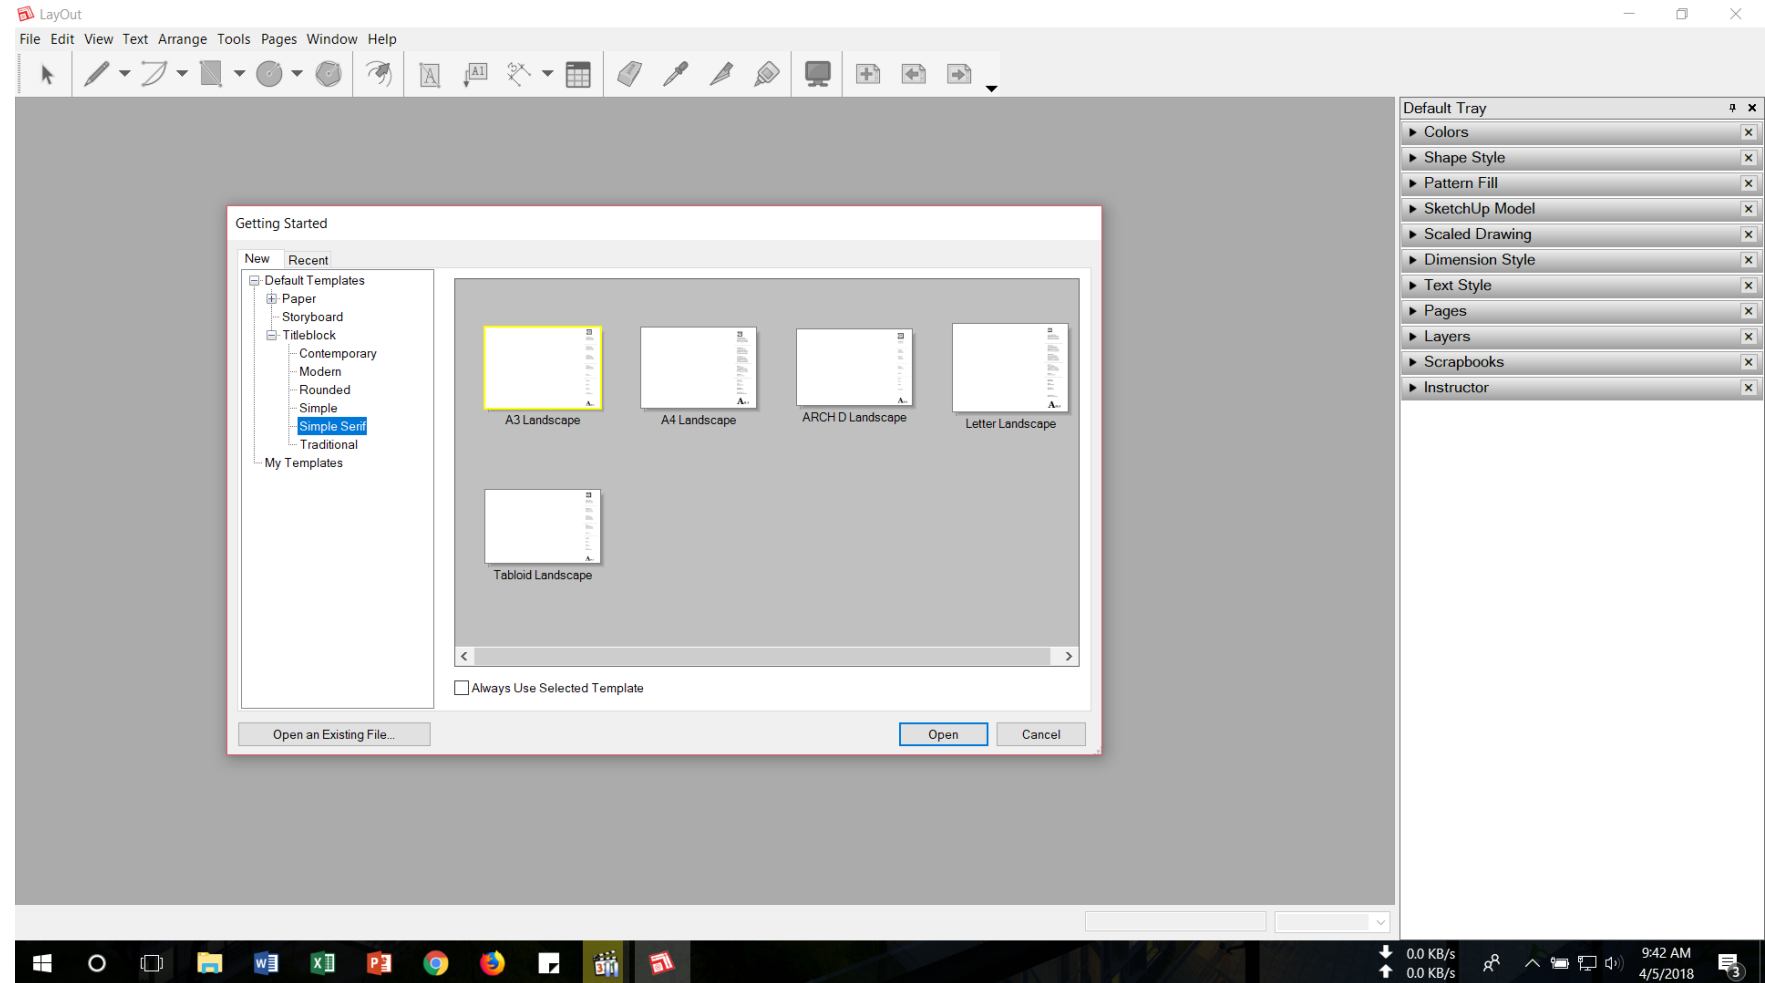 LayOut
File Edit View Text Arrange Tools Pages Window Help
A
A1
Default Tray
Colors
Shape Style
Pattern Fill
SketchUp Model
Scaled Drawing
Dimension Style
Text Style
Pages
Layers
Scrapbooks
Instructor
Getting Started
New Recent
Default Templates
Paper
Storyboard
Titleblock
Contemporary
Modern
Rounded
Simple
Simple Serif
Traditional
My Templates
A3 Landscape
A4 Landscape
ARCH D Landscape
Letter Landscape
Tabloid Landscape
Always Use Selected Template
Open an Existing File...
Open
Cancel
0.0 KB/s
0.0 KB/s
9:42 AM
4/5/2018
3